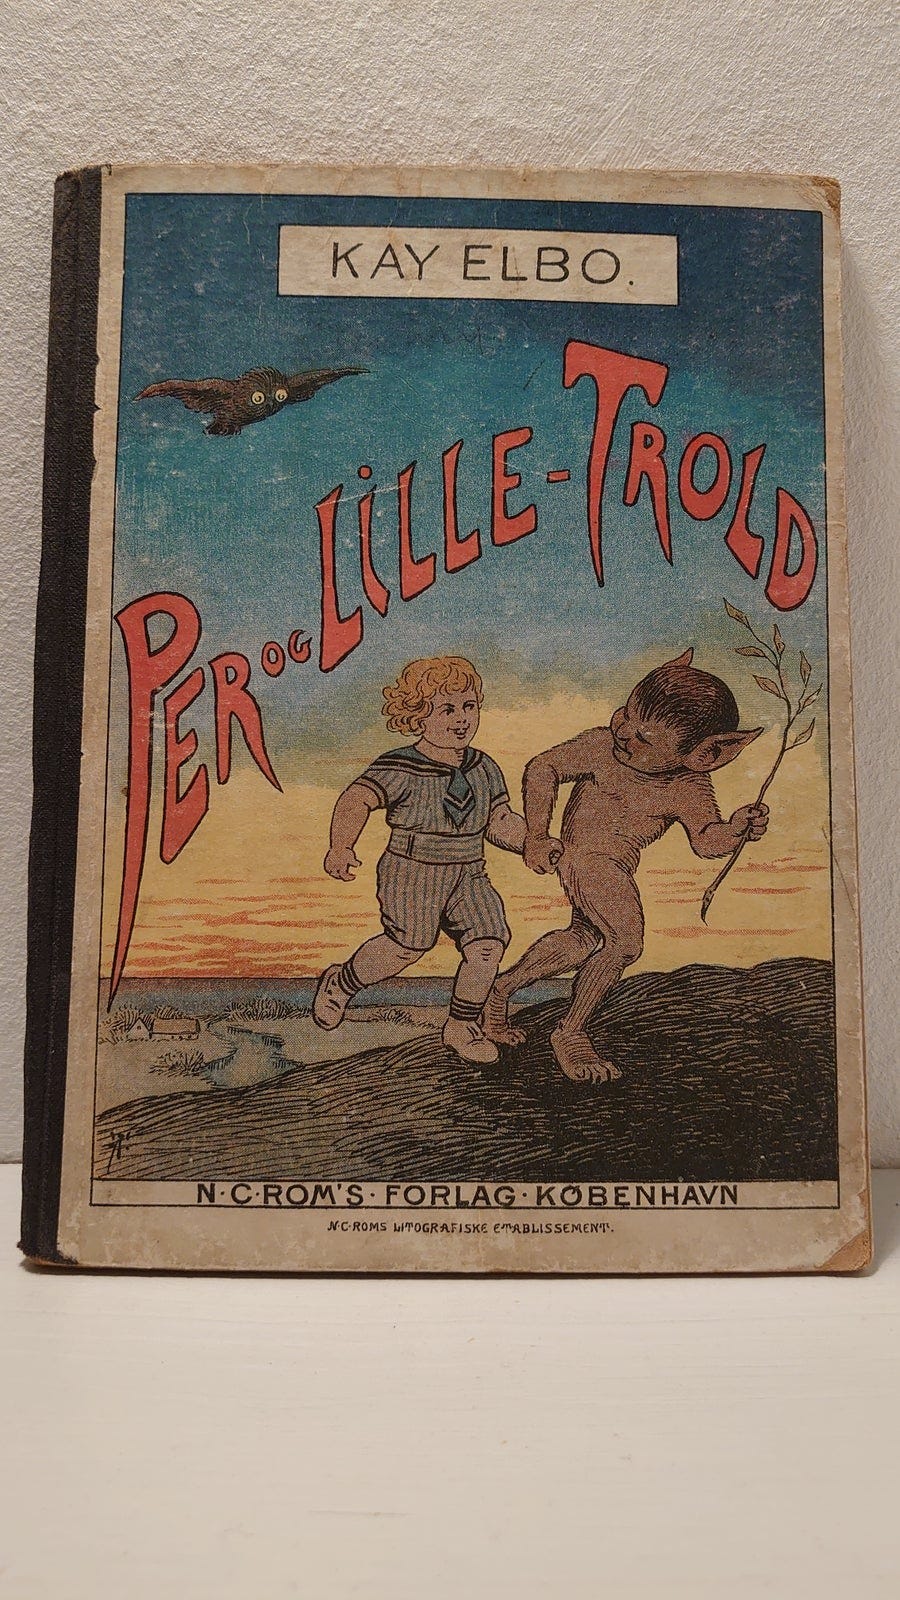 KAY ELBO.
PER OG LILLE-TROLD
N·C·ROM'S·FORLAG·KØBENHAVN
N·C·ROMS LITOGRAFISKE ETABLISSEMENT.